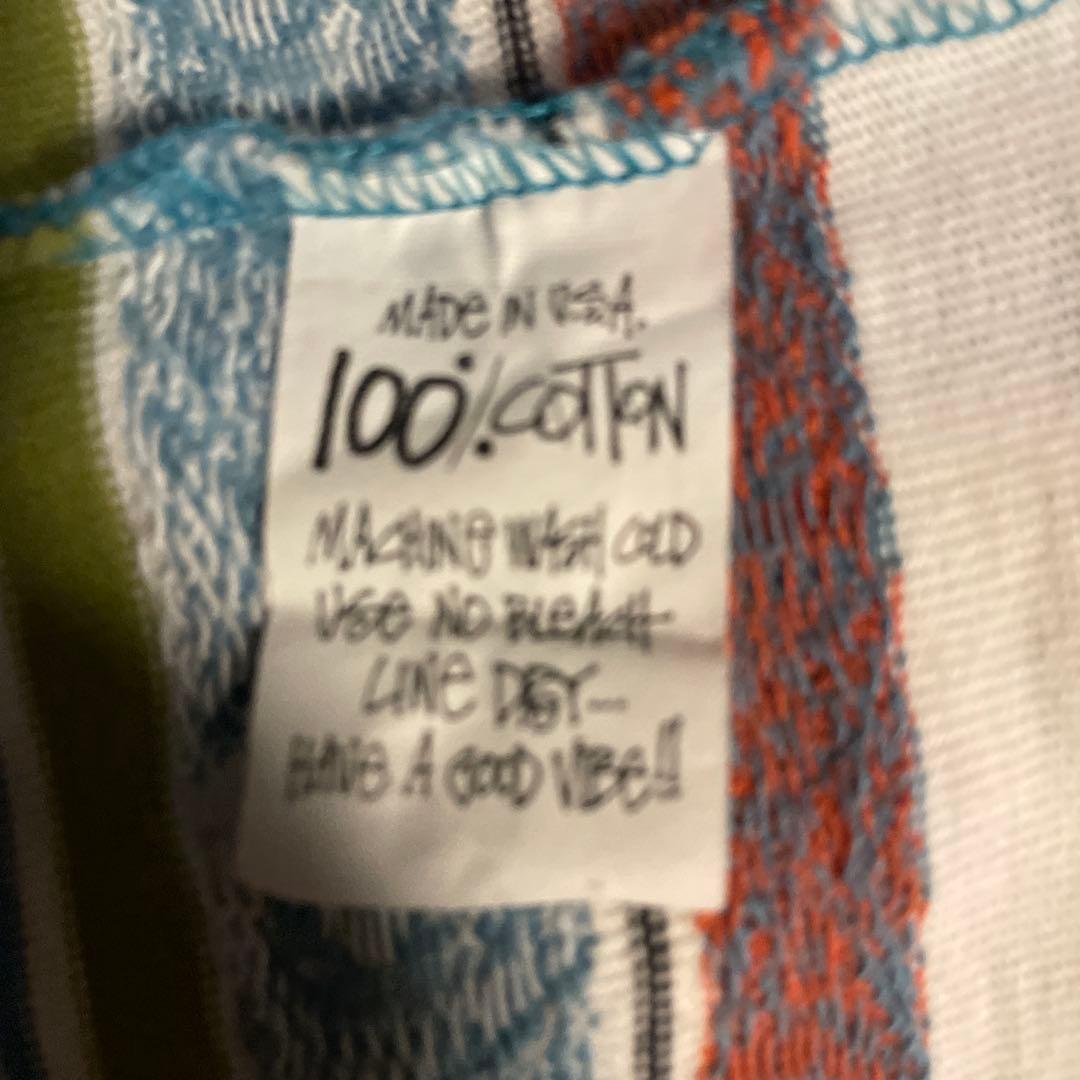 MADE IN USA.
100% COTTON
MACHINE WASH COLD
USE NO BLEACH
LINE DRY—
HAVE A GOOD VIBE!!